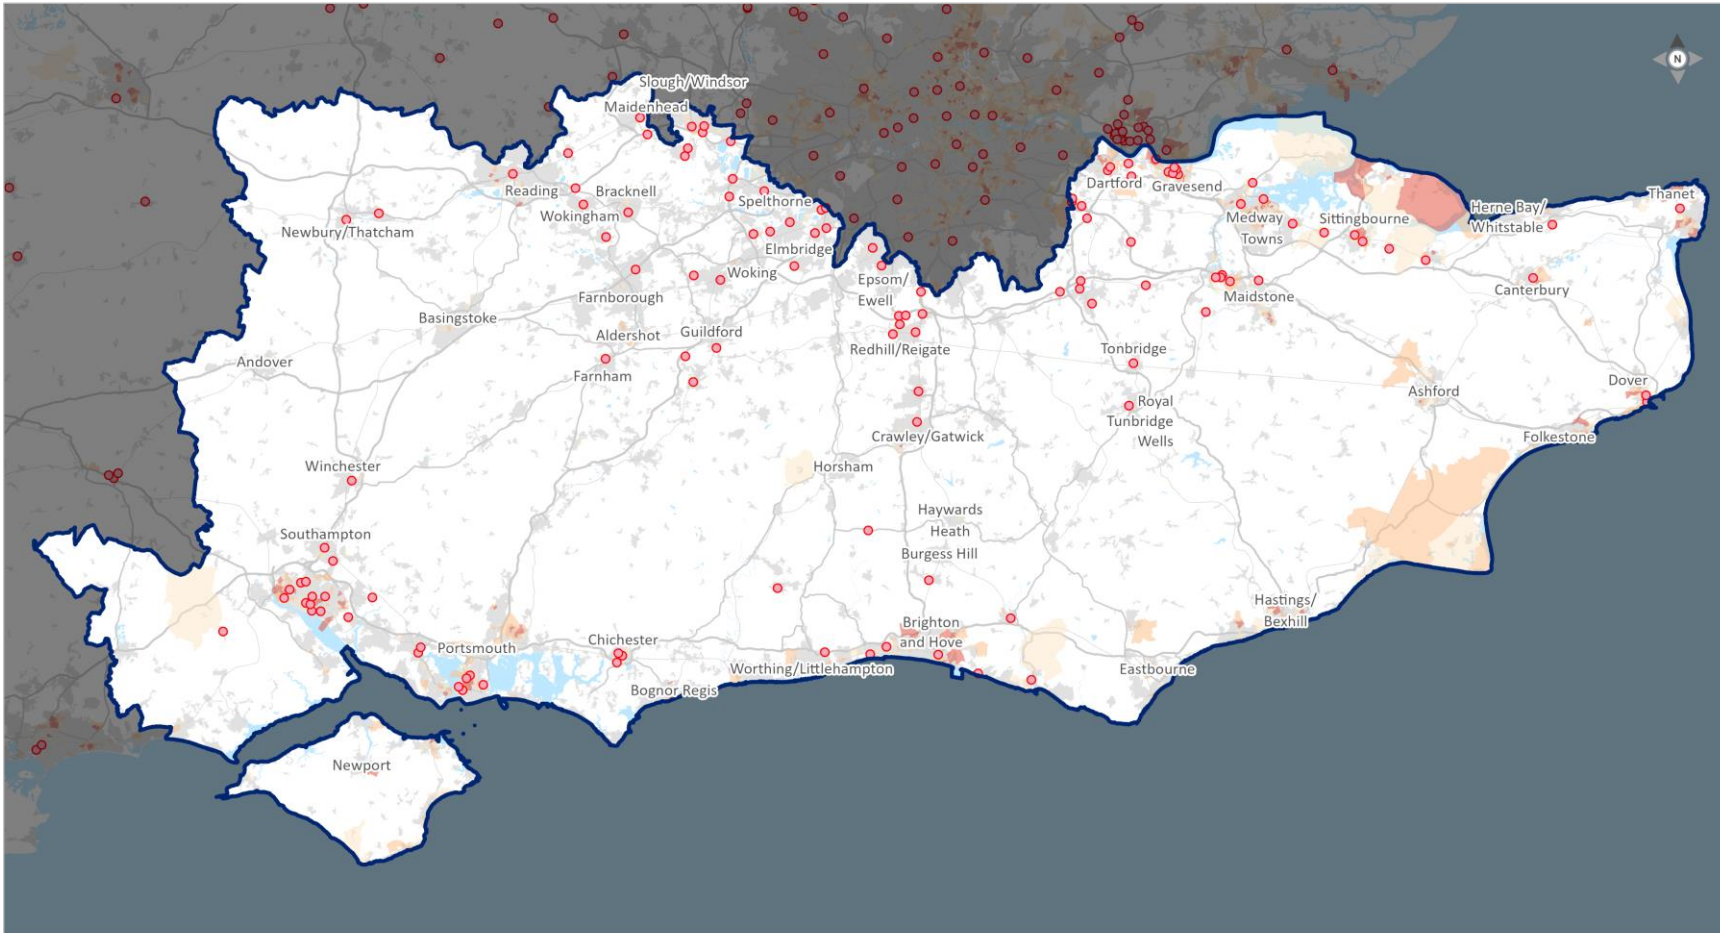 N
Slough/Windsor
Maidenhead
Reading
Bracknell
Wokingham
Spelthorne
Newbury/Thatcham
Elmbridge
Woking
Farnborough
Basingstoke
Aldershot
Guildford
Farnham
Andover
Epsom/
Ewell
Redhill/Reigate
Dartford
Gravesend
Medway
Towns
Sittingbourne
Herne Bay/
Whitstable
Thanet
Maidstone
Canterbury
Tonbridge
Royal
Tunbridge
Wells
Ashford
Dover
Folkestone
Crawley/Gatwick
Horsham
Winchester
Haywards
Heath
Burgess Hill
Southampton
Portsmouth
Chichester
Bognor Regis
Worthing/Littlehampton
Brighton
and Hove
Eastbourne
Hastings/
Bexhill
Newport